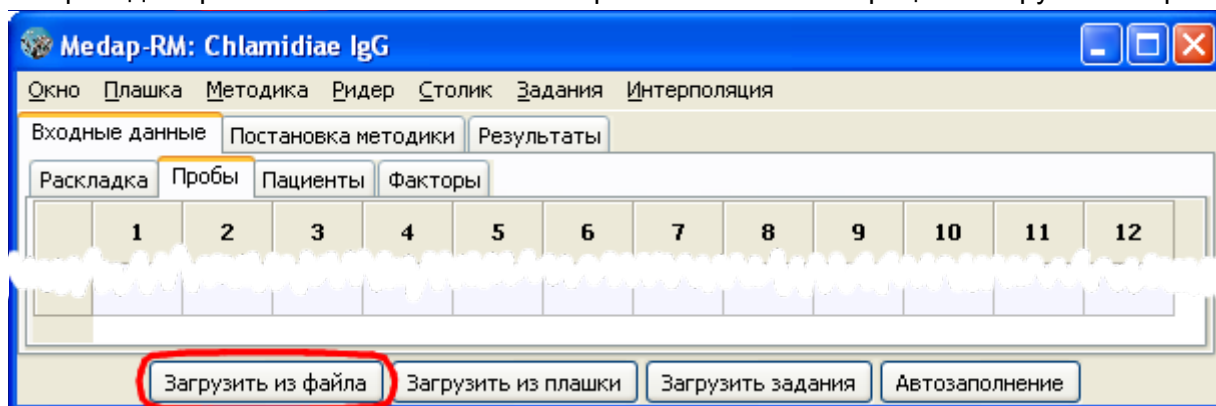 Medap-RM: Chlamidiae IgG
Окно Плашка Методика Ридер Столик Задания Интерполяция
Входные данные Постановка методики Результаты
Раскладка Пробы Пациенты Факторы
1 2 3 4 5 6 7 8 9 10 11 12
Загрузить из файла Загрузить из плашки Загрузить задания Автозаполнение